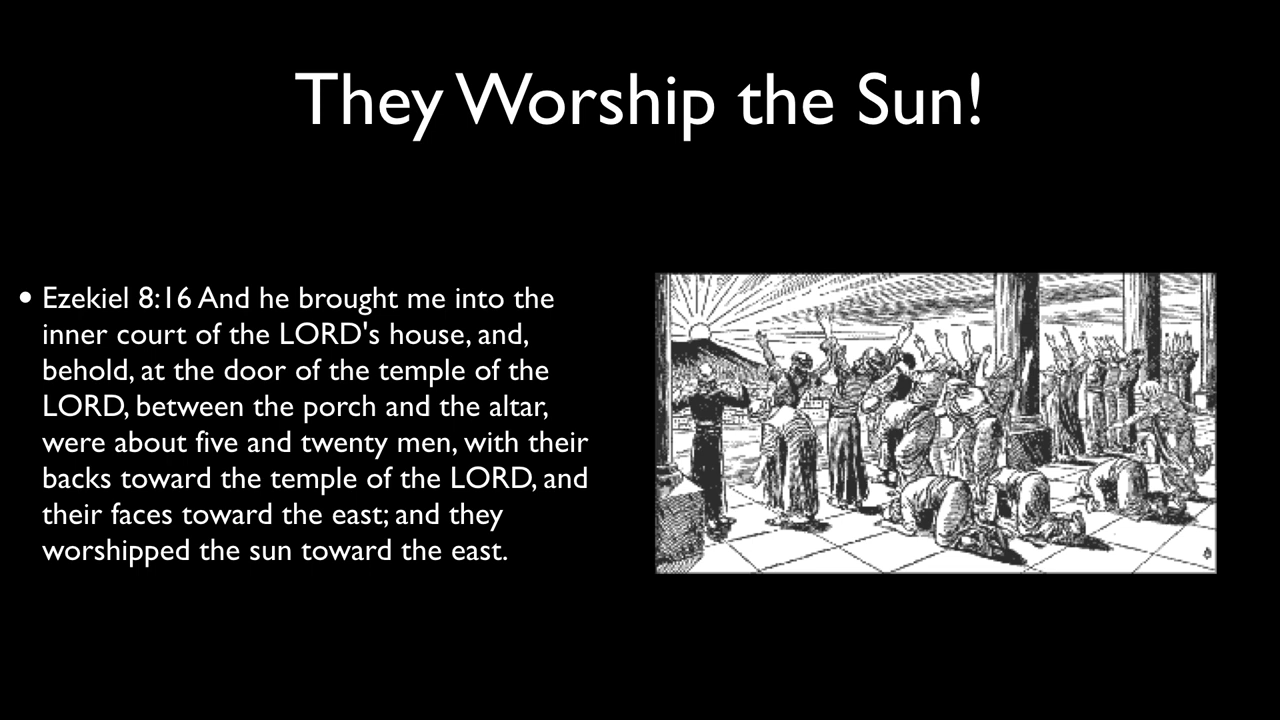 They Worship the Sun!
• Ezekiel 8:16 And he brought me into the
inner court of the LORD's house, and,
behold, at the door of the temple of the
LORD, between the porch and the altar,
were about five and twenty men, with their
backs toward the temple of the LORD, and
their faces toward the east; and they
worshipped the sun toward the east.